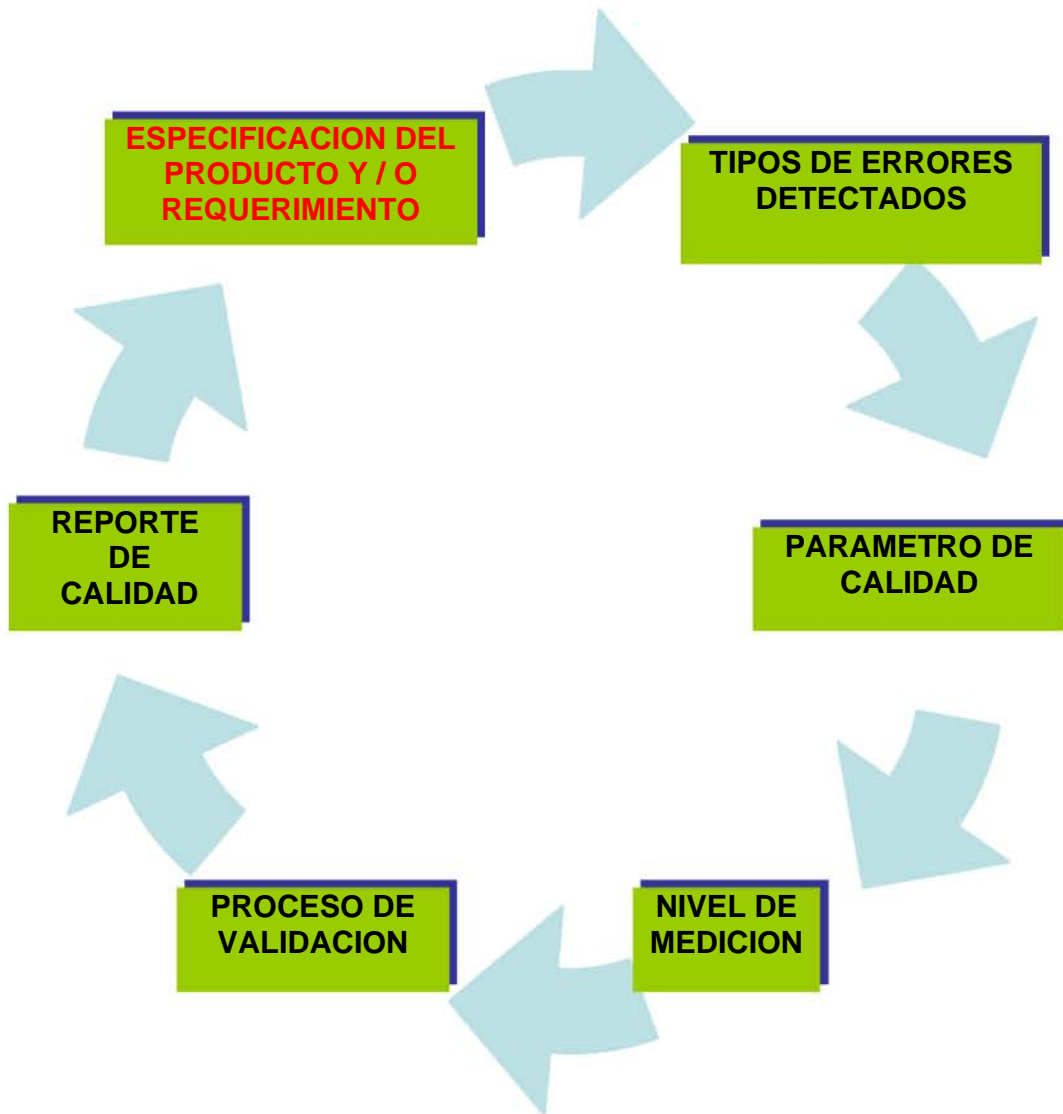 ESPECIFICACION DEL
PRODUCTO Y / O
REQUERIMIENTO
TIPOS DE ERRORES
DETECTADOS
PARAMETRO DE
CALIDAD
NIVEL DE
MEDICION
PROCESO DE
VALIDACION
REPORTE
DE
CALIDAD